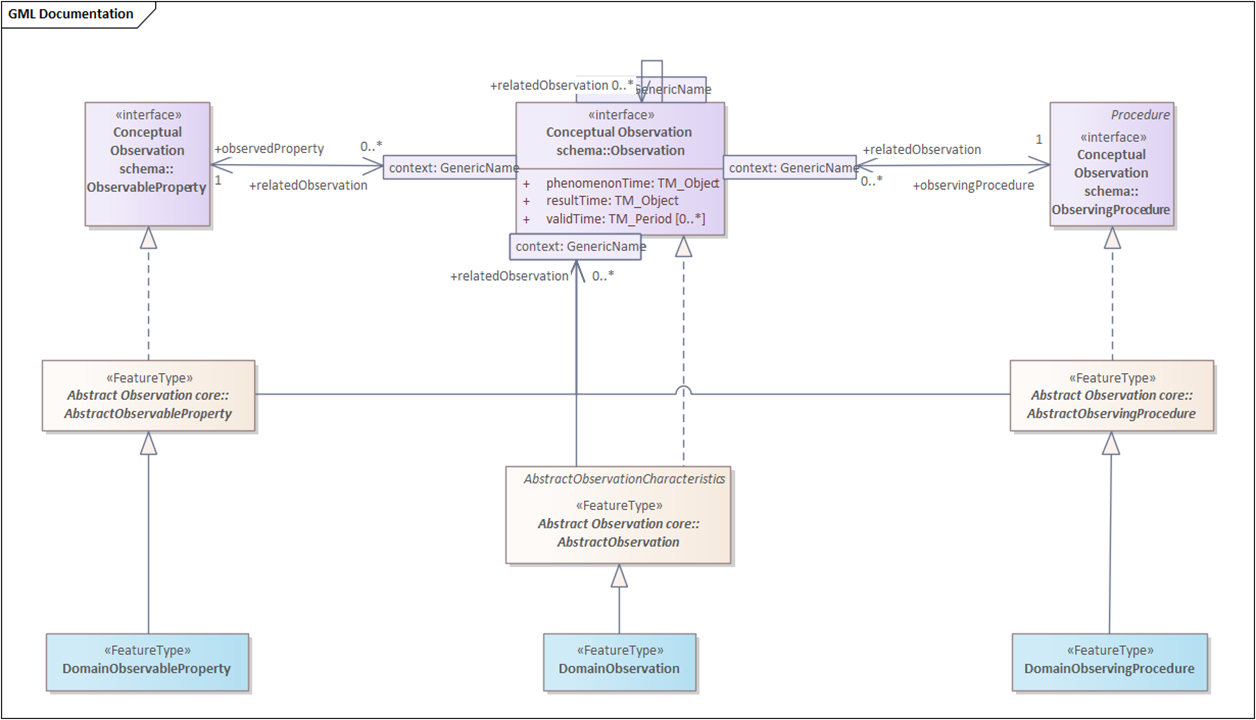 GML Documentation
+relatedObservation 0..*
GenericName
«interface»
Conceptual
Observation
schema::
ObservableProperty
+observedProperty
0..*
1
+relatedObservation
context: GenericName
«interface»
Conceptual Observation
schema::Observation
+ phenomenonTime: TM_Object
+ resultTime: TM_Object
+ validTime: TM_Period [0..*]
context: GenericName
+relatedObservation
0..*
context: GenericName
+relatedObservation
1
0..*
+observingProcedure
Procedure
«interface»
Conceptual
Observation
schema::
ObservingProcedure
«FeatureType»
Abstract Observation core::
AbstractObservableProperty
«FeatureType»
Abstract Observation core::
AbstractObservingProcedure
AbstractObservationCharacteristics
«FeatureType»
Abstract Observation core::
AbstractObservation
«FeatureType»
DomainObservableProperty
«FeatureType»
DomainObservation
«FeatureType»
DomainObservingProcedure